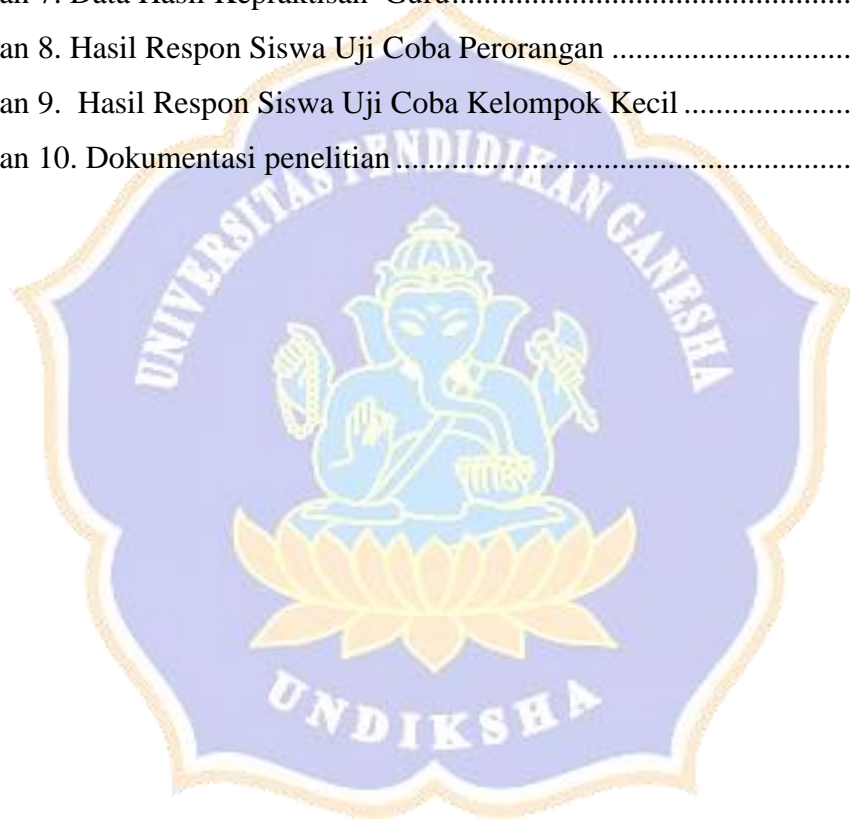 an 7. Data Hasil Kepraktisan Guru........................................
an 8. Hasil Respon Siswa Uji Coba Perorangan .............................
an 9. Hasil Respon Siswa Uji Coba Kelompok Kecil ....................
an 10. Dokumentasi penelitian ........................................................
UNIVERSITAS PENDIDIKAN GANESHA
UNDIKSHA